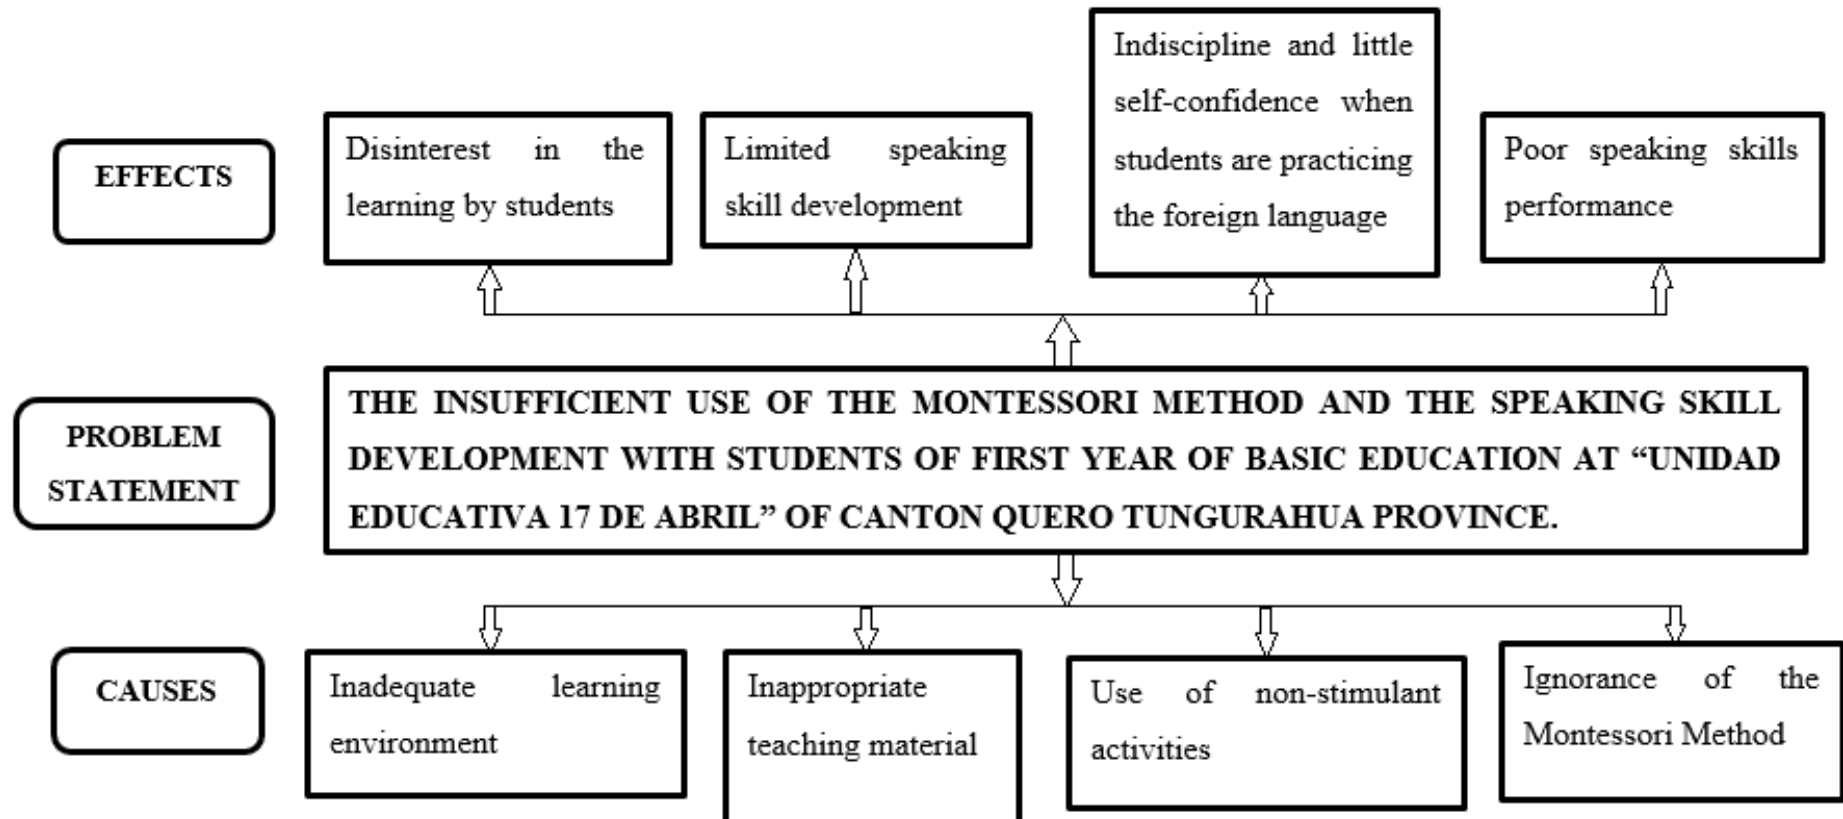 EFFECTS
Disinterest in the
learning by students
Limited speaking
skill development
Indiscipline and little
self-confidence when
students are practicing
the foreign language
Poor speaking skills
performance
PROBLEM
STATEMENT
THE INSUFFICIENT USE OF THE MONTESSORI METHOD AND THE SPEAKING SKILL
DEVELOPMENT WITH STUDENTS OF FIRST YEAR OF BASIC EDUCATION AT “UNIDAD
EDUCATIVA 17 DE ABRIL” OF CANTON QUERO TUNGURAHUA PROVINCE.
CAUSES
Inadequate learning
environment
Inappropriate
teaching material
Use of non-stimulant
activities
Ignorance of the
Montessori Method